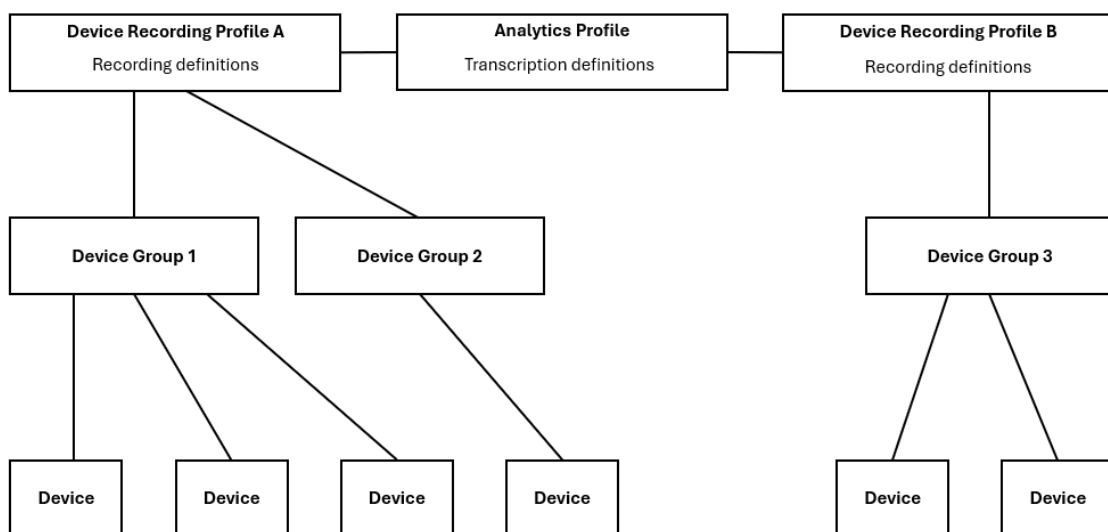 Device Recording Profile A
Recording definitions
Analytics Profile
Transcription definitions
Device Recording Profile B
Recording definitions
Device Group 1
Device Group 2
Device Group 3
Device
Device
Device
Device
Device
Device